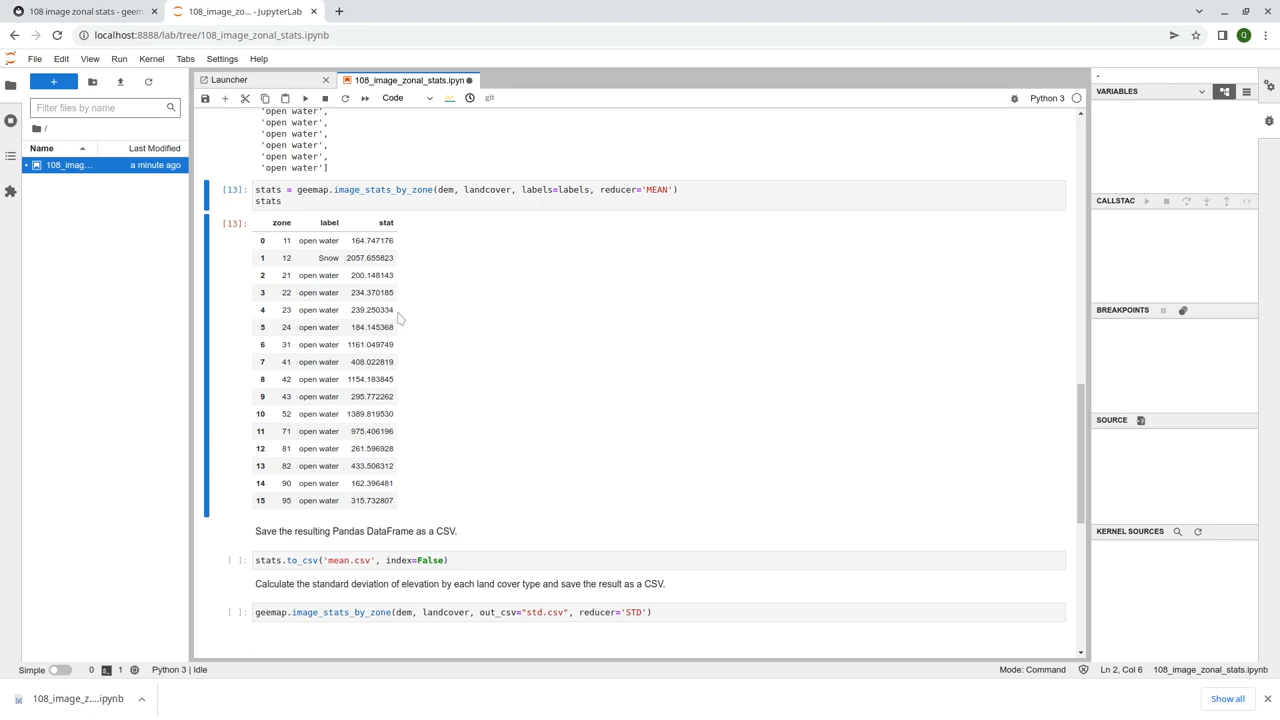 108 image zonal stats - geem
108_image_zo... - JupyterLab
localhost:8888/lab/tree/108_image_zonal_stats.ipynb
Q
File Edit View Run Kernel Tabs Settings Help
Launcher
108_image_zonal_stats.ipyn
Code
git
Python 3
Filter files by name
/
Name
Last Modified
108_imag...
a minute ago
'open water',
'open water',
'open water',
'open water',
'open water',
'open water']
[13]:
stats = geemap.image_stats_by_zone(dem, landcover, labels=labels, reducer='MEAN')
stats
[13]:
zone label stat
0 11 open water 164.747176
1 12 Snow 2057.655823
2 21 open water 200.148143
3 22 open water 234.370185
4 23 open water 239.250334
5 24 open water 184.145368
6 31 open water 1161.049749
7 41 open water 408.022819
8 42 open water 1154.183845
9 43 open water 295.772262
10 52 open water 1389.819530
11 71 open water 975.406196
12 81 open water 261.596928
13 82 open water 433.506312
14 90 open water 162.396481
15 95 open water 315.732807
Save the resulting Pandas DataFrame as a CSV.
[ ]:
stats.to_csv('mean.csv', index=False)
Calculate the standard deviation of elevation by each land cover type and save the result as a CSV.
[ ]:
geemap.image_stats_by_zone(dem, landcover, out_csv="std.csv", reducer='STD')
VARIABLES
CALLSTAC
BREAKPOINTS
SOURCE
KERNEL SOURCES
Simple
0
1
Python 3 | Idle
Mode: Command
Ln 2, Col 6
108_image_zonal_stats.ipynb
108_image_z....ipynb
Show all